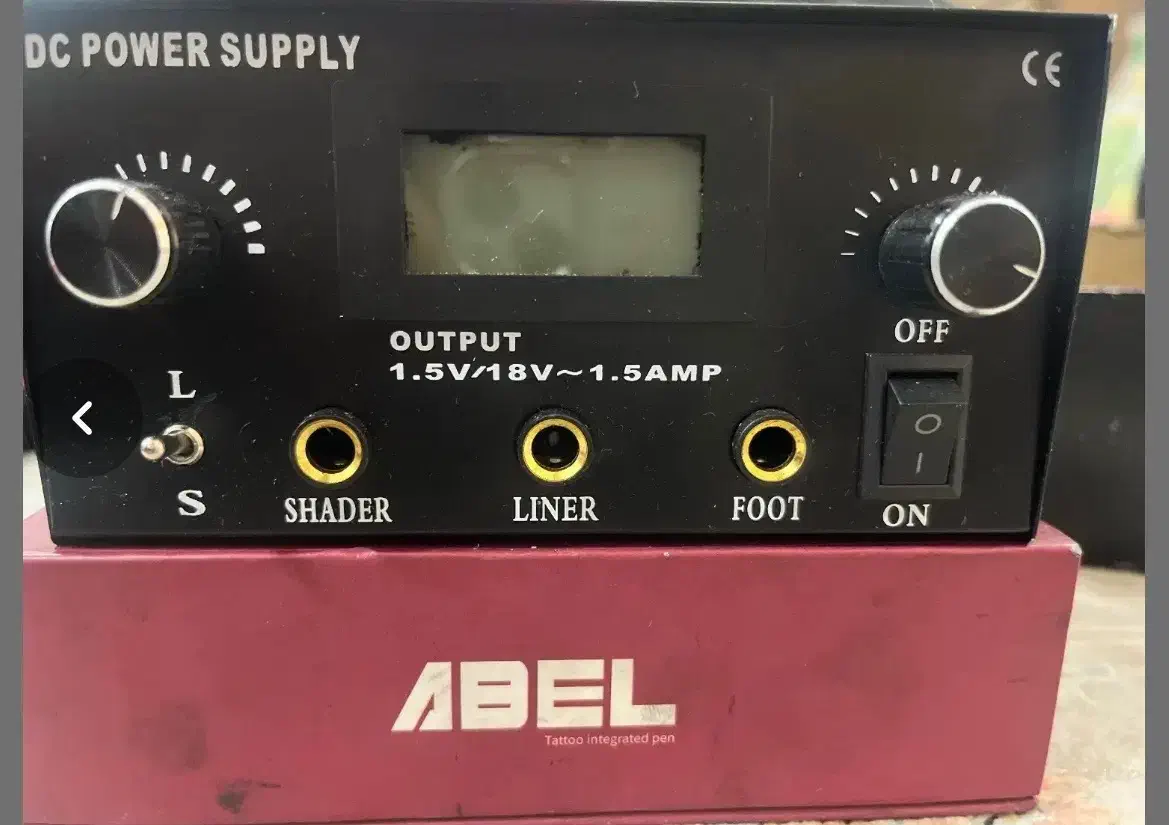 DC POWER SUPPLY
CE
OUTPUT
1.5V/18V~1.5AMP
OFF
L
S
SHADER
LINER
FOOT
O
I
ON
ABEL
Tattoo integrated pen